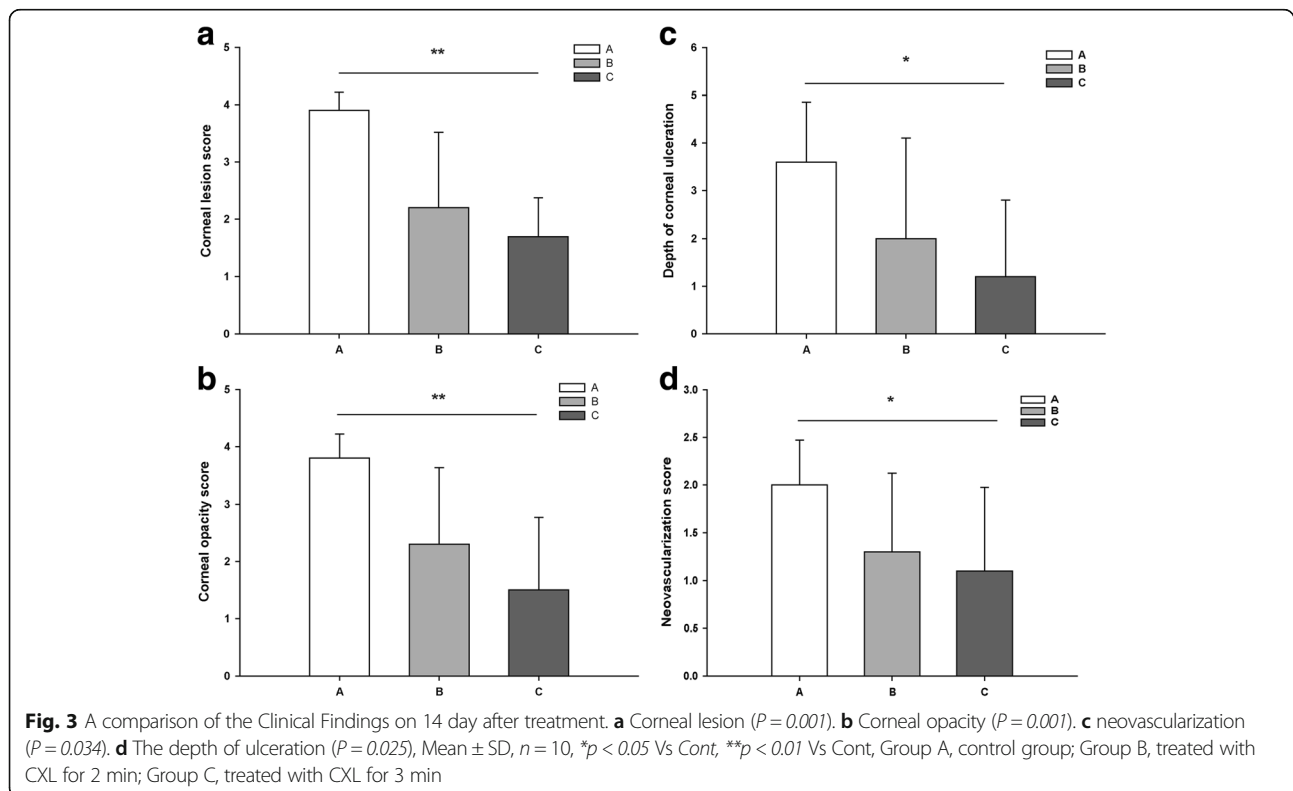 a
**
A
B
C
5
4
3
2
1
0
Corneal lesion score
A
B
C
c
*
A
B
C
6
5
4
3
2
1
0
Depth of corneal ulceration
A
B
C
b
**
A
B
C
5
4
3
2
1
0
Corneal opacity score
A
B
C
d
*
A
B
C
3.0
2.5
2.0
1.5
1.0
0.5
0.0
Neovascularization score
A
B
C
Fig. 3 A comparison of the Clinical Findings on 14 day after treatment. a Corneal lesion (P = 0.001). b Corneal opacity (P = 0.001). c neovascularization
(P = 0.034). d The depth of ulceration (P = 0.025), Mean ± SD, n = 10, *p < 0.05 Vs Cont, **p < 0.01 Vs Cont, Group A, control group; Group B, treated with
CXL for 2 min; Group C, treated with CXL for 3 min